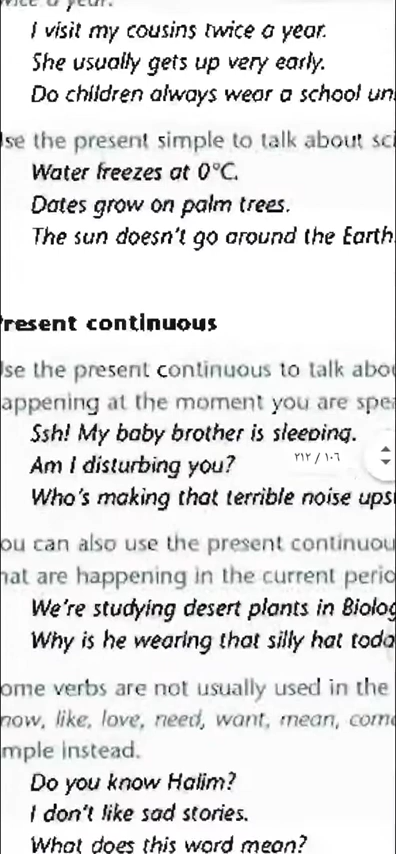 twice a year.
I visit my cousins twice a year.
She usually gets up very early.
Do children always wear a school un
se the present simple to talk about sci
Water freezes at 0°C.
Dates grow on palm trees.
The sun doesn't go around the Earth
resent continuous
se the present continuous to talk abo
appening at the moment you are spe
Ssh! My baby brother is sleeping.
Am I disturbing you?
٢١٢ / ١٠٦
Who's making that terrible noise ups
ou can also use the present continuou
hat are happening in the current perio
We're studying desert plants in Biolog
Why is he wearing that silly hat toda
ome verbs are not usually used in the
now, like, love, need, want, mean, com
mple instead.
Do you know Halim?
I don't like sad stories.
What does this word mean?